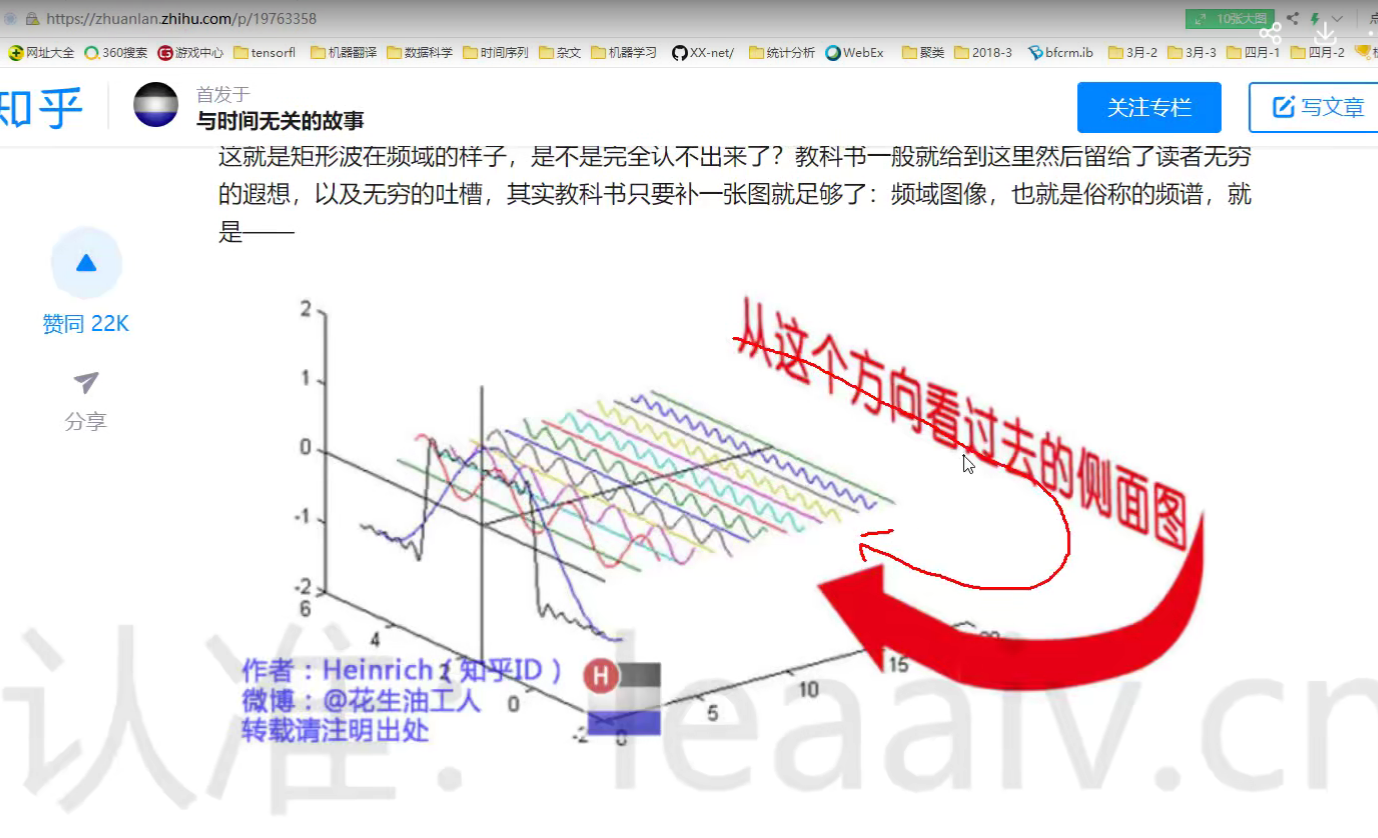 https://zhuanlan.zhihu.com/p/19763358
10张大图
网址大全 360搜索 游戏中心 tensorfl 机器翻译 数据科学 时间序列 杂文 机器学习 XX-net/ 统计分析 WebEx 聚类 2018-3 bfcrm.ib 3月-2 3月-3 四月-1 四月-2
知乎
首发于
与时间无关的故事
关注专栏
写文章
这就是矩形波在频域的样子，是不是完全认不出来了？教科书一般就给到这里然后留给了读者无穷
的遐想，以及无穷的吐槽，其实教科书只要补一张图就足够了：频域图像，也就是俗称的频谱，就
是——
赞同 22K
分享
从这个方向看过去的侧面图
2
1
0
-1
-2
6
4
2
0
-2
0
5
10
15
20
作者：Heinrich（知乎ID）
微博：@花生油工人
转载请注明出处
H
认准：leaaiv.cn